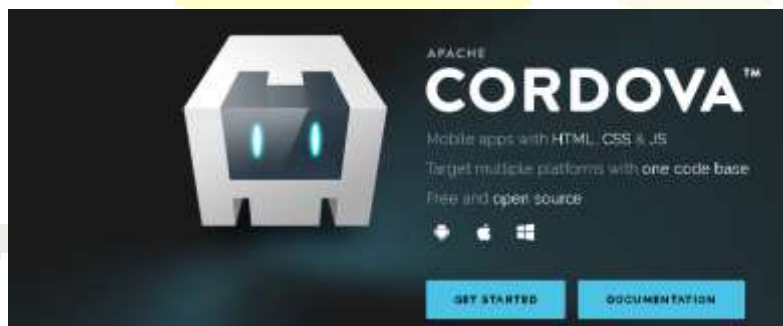 APACHE
CORDOVA™
Mobile apps with HTML, CSS & JS
Target multiple platforms with one code base
Free and open source
GET STARTED
DOCUMENTATION